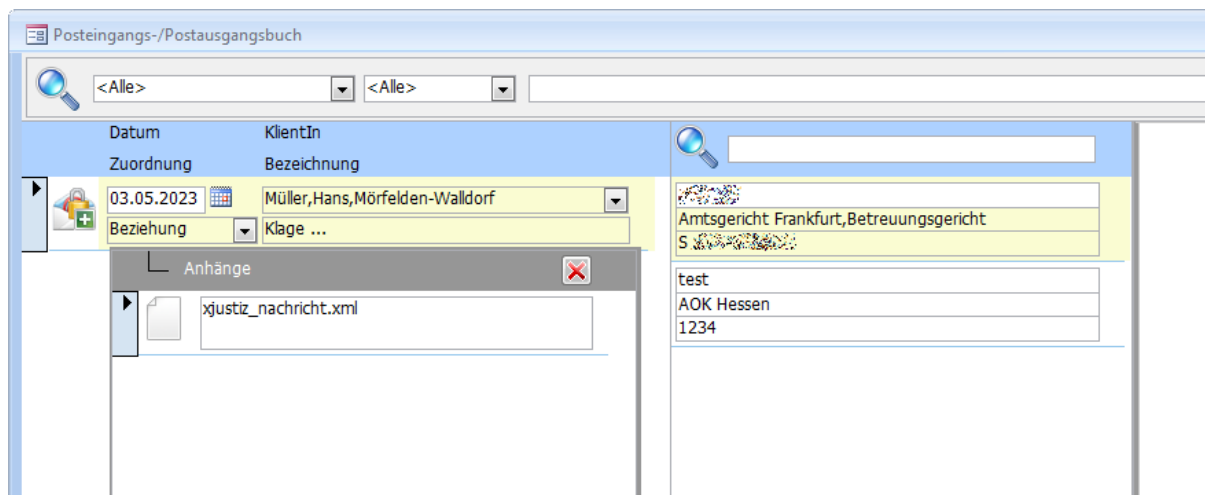 Posteingangs-/Postausgangsbuch
<Alle> <Alle>
Datum KlientIn
Zuordnung Bezeichnung
03.05.2023 Müller,Hans,Mörfelden-Walldorf
Beziehung Klage ...
Anhänge
xjustiz_nachricht.xml
Amtsgericht Frankfurt,Betreuungsgericht
S
test
AOK Hessen
1234